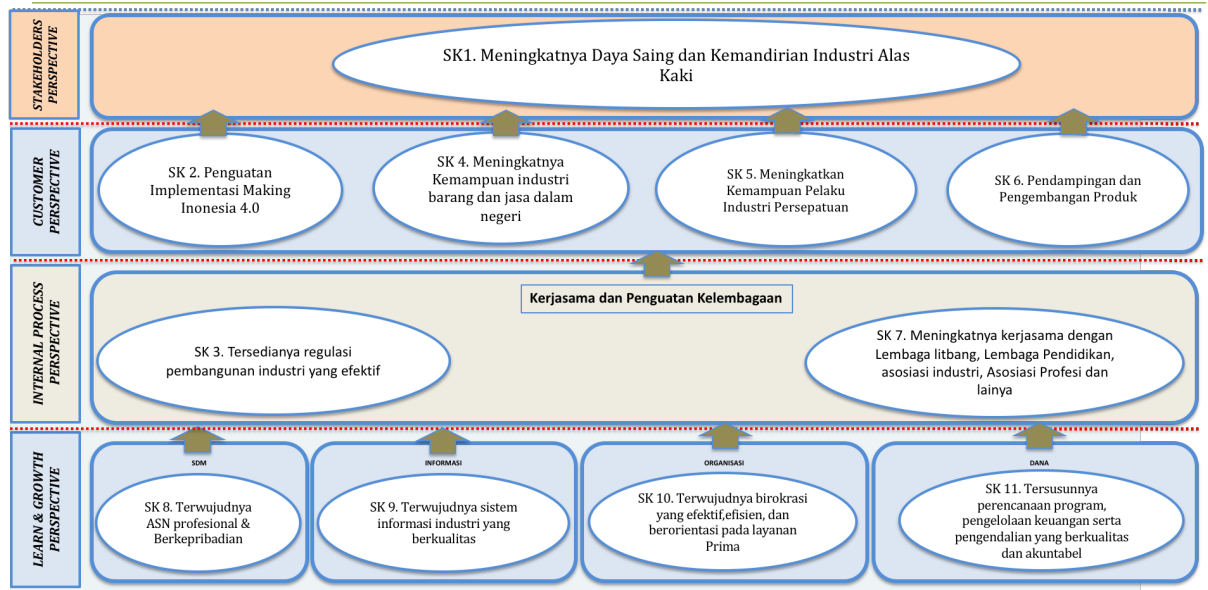 STAKEHOLDERS
PERSPECTIVE
SK1. Meningkatnya Daya Saing dan Kemandirian Industri Alas
Kaki
CUSTOMER
PERSPECTIVE
SK 2. Penguatan
Implementasi Making
Inonesia 4.0
SK 4. Meningkatnya
Kemampuan industri
barang dan jasa dalam
negeri
SK 5. Meningkatkan
Kemampuan Pelaku
Industri Persepatuan
SK 6. Pendampingan dan
Pengembangan Produk
INTERNAL PROCESS
PERSPECTIVE
Kerjasama dan Penguatan Kelembagaan
SK 3. Tersedianya regulasi
pembangunan industri yang efektif
SK 7. Meningkatnya kerjasama dengan
Lembaga litbang, Lembaga Pendidikan,
asosiasi industri, Asosiasi Profesi dan
lainya
LEARN & GROWTH
PERSPECTIVE
SDM
SK 8. Terwujudnya
ASN profesional &
Berkepribadian
INFORMASI
SK 9. Terwujudnya sistem
informasi industri yang
berkualitas
ORGANISASI
SK 10. Terwujudnya birokrasi
yang efektif,efisien, dan
berorientasi pada layanan
Prima
DANA
SK 11. Tersusunnya
perencanaan program,
pengelolaan keuangan serta
pengendalian yang berkualitas
dan akuntabel